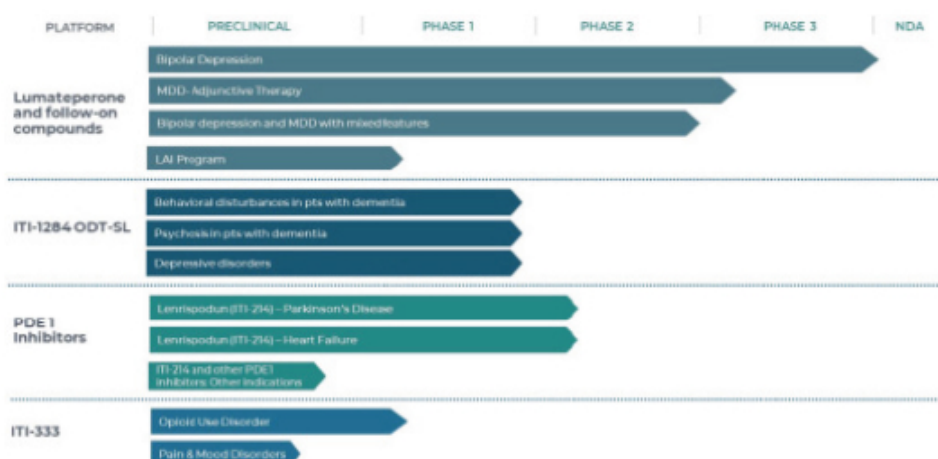 PLATFORM PRECLINICAL PHASE 1 PHASE 2 PHASE 3 NDA
Lumateperone
and follow-on
compounds
Bipolar Depression
MDD- Adjunctive Therapy
Bipolar depression and MDD with mixed features
LAI Program
ITI-1284 ODT-SL
Behavioral disturbances in pts with dementia
Psychosis in pts with dementia
Depressive disorders
PDE 1
Inhibitors
Lenrispodun (ITI-214) – Parkinson's Disease
Lenrispodun (ITI-214) – Heart Failure
ITI-214 and other PDE1
inhibitors: Other indications
ITI-333
Opioid Use Disorder
Pain & Mood Disorders